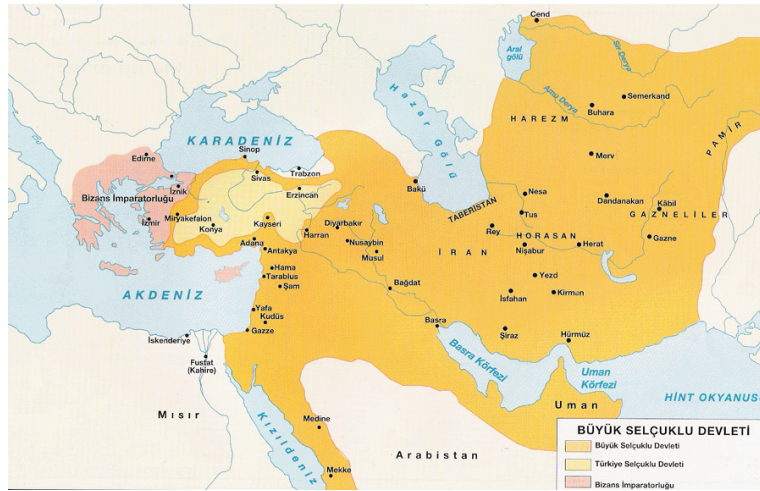 Cend
Aral
gölü
Sir Derya
Hazar Gölü
Amu Derya
Semerkand
Buhara
HAREZM
PAMİR
KARADENİZ
Sinop
Edirne
Merv
Trabzon
Sivas
İznik
Bakü
Nesa
Dandanakan
Kâbil
Bizans İmparatorluğu
Erzincan
TABERİSTAN
Tus
GAZNELİLER
Miryakefalon
Kayseri
Diyarbakır
İzmir
Konya
Harran
Rey
HORASAN
Gazne
Adana
Nusaybin
Nişabur
Herat
Antakya
Musul
İRAN
Hama
Tarablus
Yezd
Şam
Bağdat
İsfahan
Kirman
AKDENİZ
Yafa
Kudüs
Basra
Gazze
Şiraz
Hürmüz
İskenderiye
Basra Körfezi
Fustat
(Kahire)
Uman
Körfezi
HİNT OKYANUS
Mısır
Kızıldeniz
Uman
Medine
Arabistan
Mekke
BÜYÜK SELÇUKLU DEVLETİ
Büyük Selçuklu Devleti
Türkiye Selçuklu Devleti
Bizans İmparatorluğu